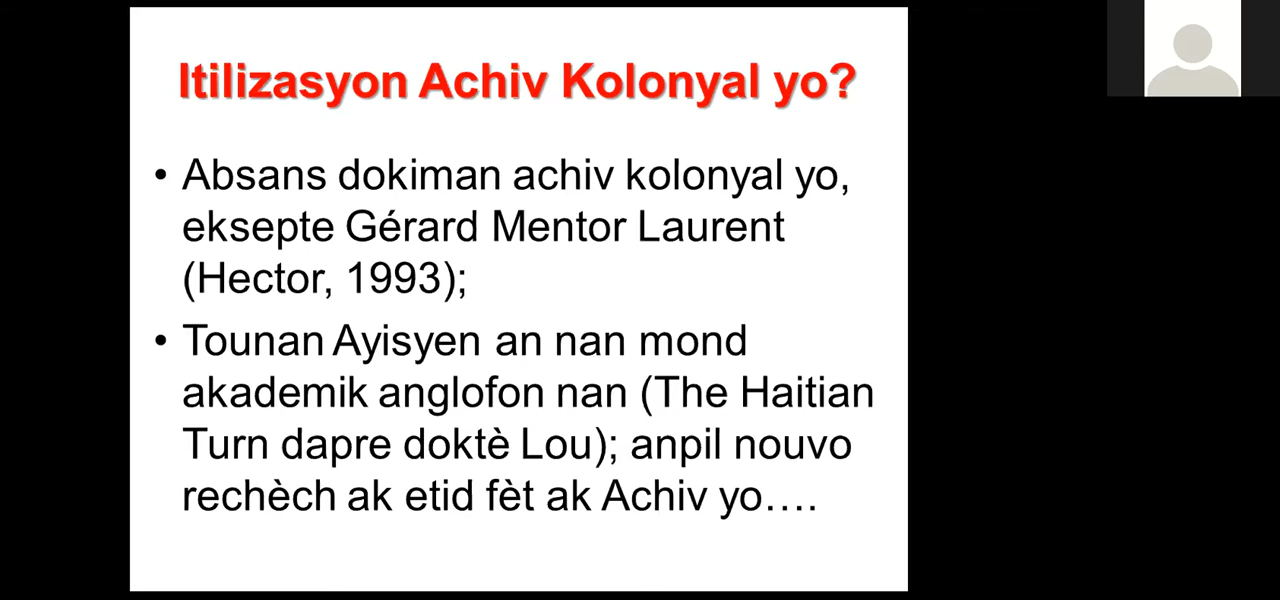 Itilizasyon Achiv Kolonyal yo?
• Absans dokiman achiv kolonyal yo,
eksepte Gérard Mentor Laurent
(Hector, 1993);
• Tounan Ayisyen an nan mond
akademik anglofon nan (The Haitian
Turn dapre doktè Lou); anpil nouvo
rechèch ak etid fèt ak Achiv yo….